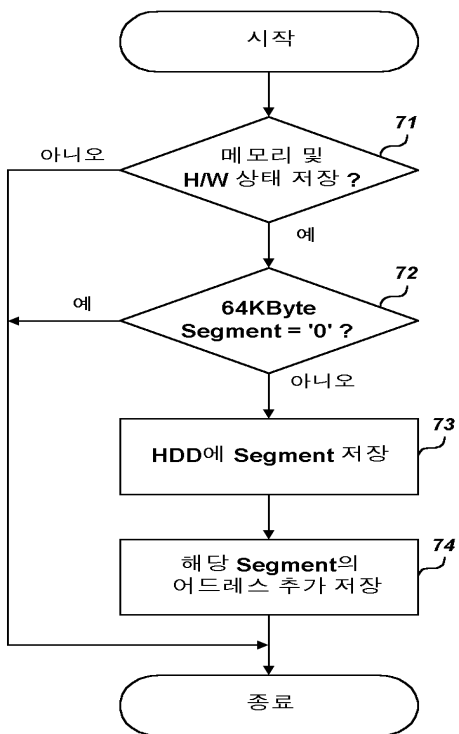 시작
71
아니오
메모리 및
H/W 상태 저장 ?
예
72
예
64KByte
Segment = '0' ?
아니오
73
HDD에 Segment 저장
74
해당 Segment의
어드레스 추가 저장
종료